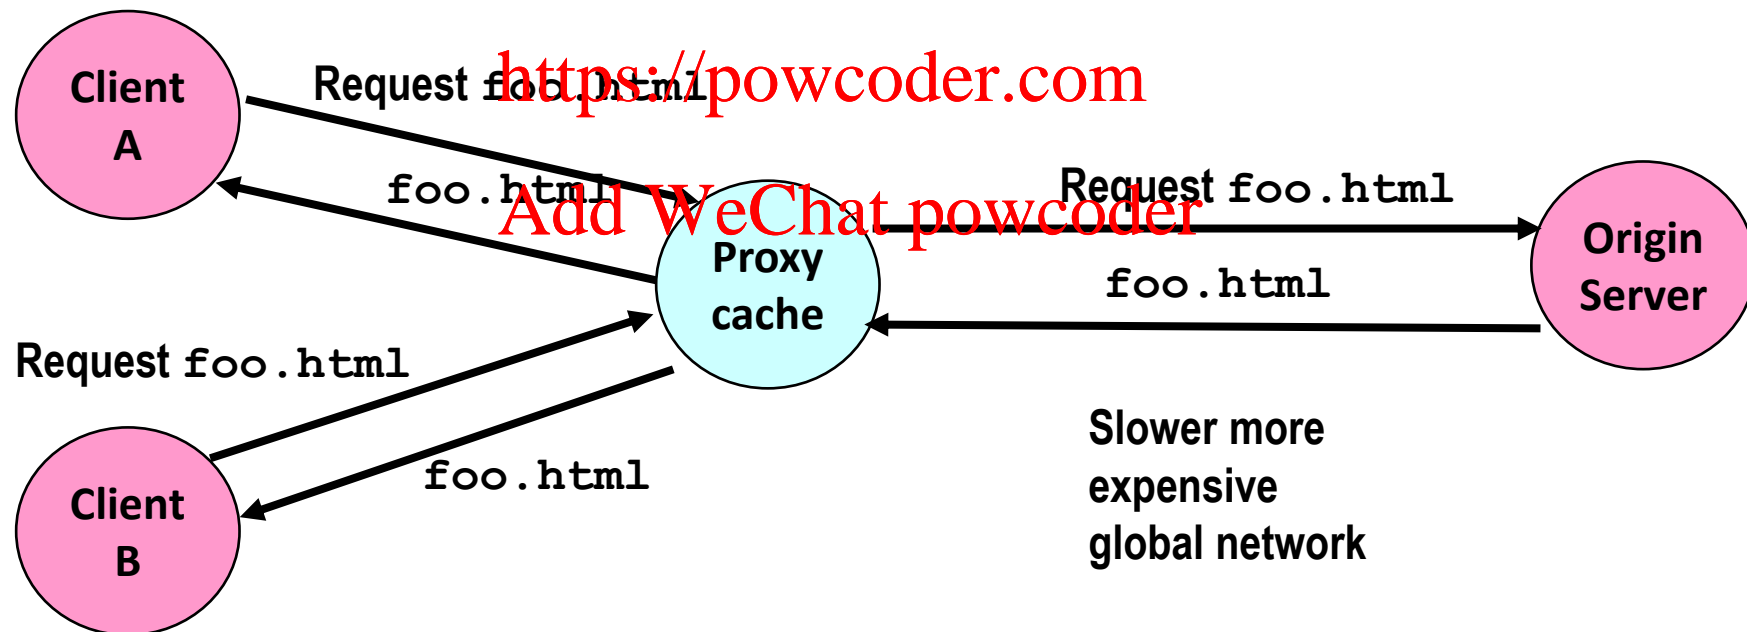 Client
A
Request foo.html
https://powcoder.com
foo.html
Add WeChat powcoder
Request foo.html
Proxy
cache
foo.html
Origin
Server
Request foo.html
foo.html
Client
B
Slower more
expensive
global network